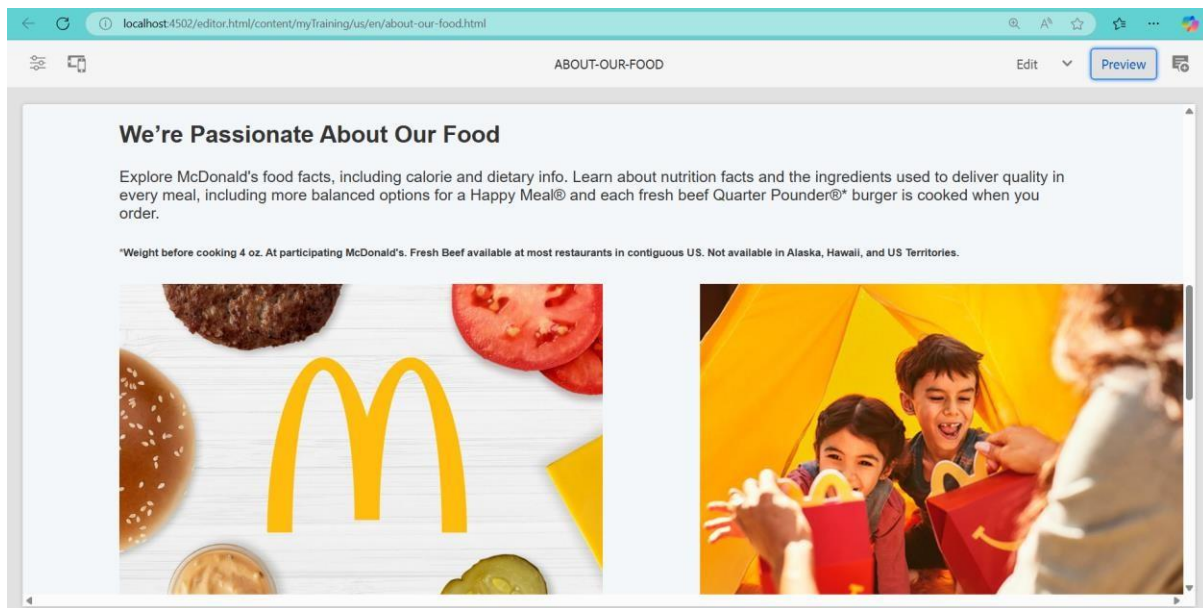 localhost:4502/editor.html/content/myTraining/us/en/about-our-food.html
ABOUT-OUR-FOOD
Edit
Preview
We’re Passionate About Our Food
Explore McDonald's food facts, including calorie and dietary info. Learn about nutrition facts and the ingredients used to deliver quality in
every meal, including more balanced options for a Happy Meal® and each fresh beef Quarter Pounder®* burger is cooked when you
order.
*Weight before cooking 4 oz. At participating McDonald's. Fresh Beef available at most restaurants in contiguous US. Not available in Alaska, Hawaii, and US Territories.